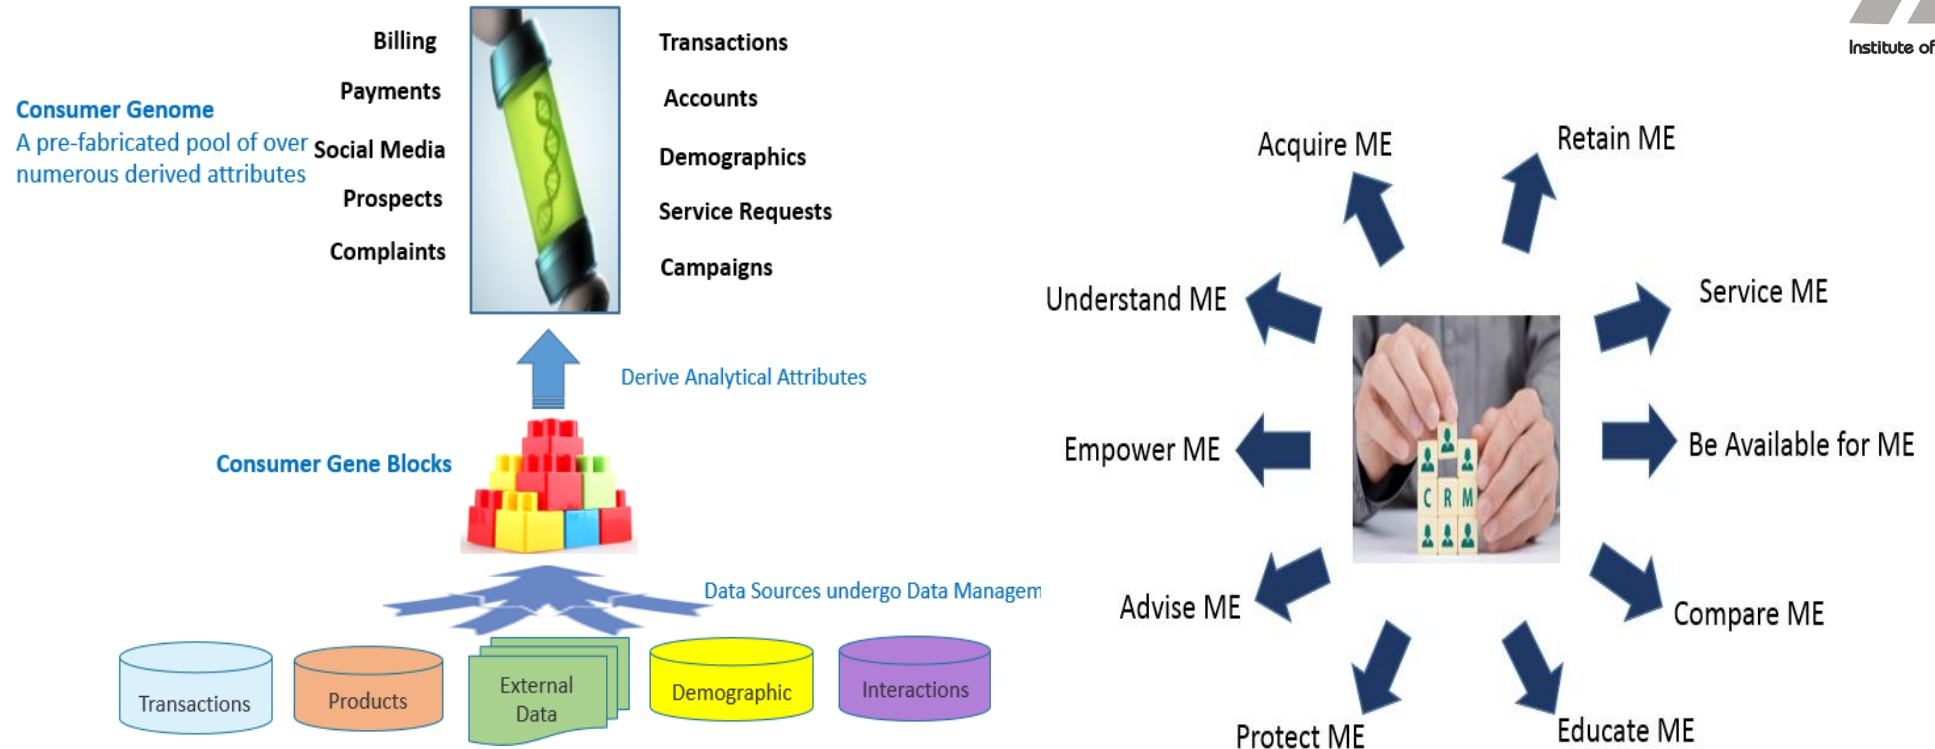 Institute of
Consumer Genome
A pre-fabricated pool of over
numerous derived attributes
Billing
Payments
Social Media
Prospects
Complaints
Transactions
Accounts
Demographics
Service Requests
Campaigns
Derive Analytical Attributes
Consumer Gene Blocks
Data Sources undergo Data Managem
Transactions
Products
External
Data
Demographic
Interactions
Acquire ME
Retain ME
Understand ME
Service ME
Empower ME
Be Available for ME
Advise ME
Compare ME
Protect ME
Educate ME
C R M